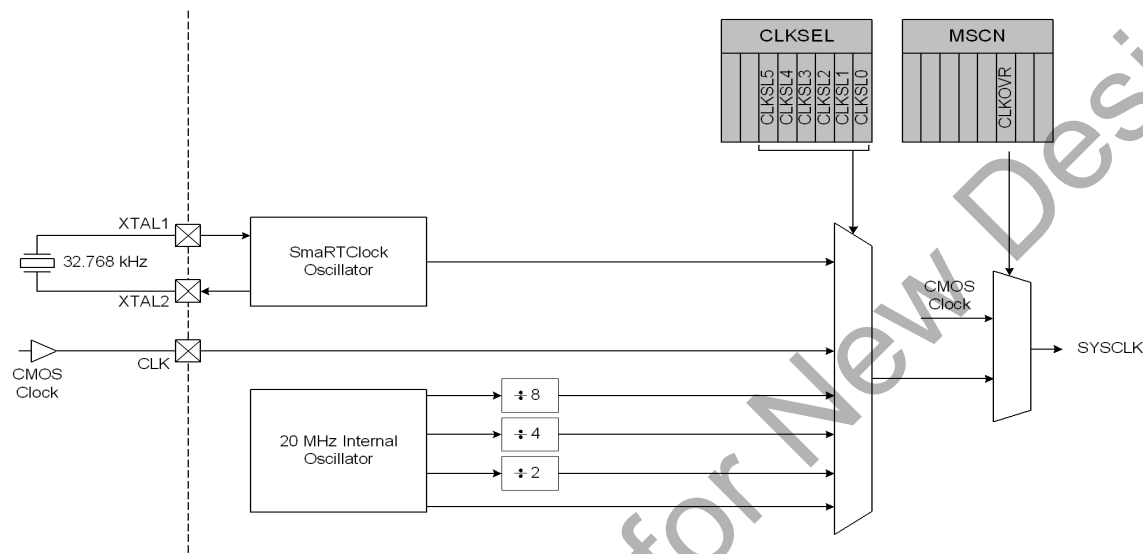 CLKSEL
MSCN
CLKSL5
CLKSL4
CLKSL3
CLKSL2
CLKSL1
CLKSL0
CLKOVR
XTAL1
32.768 kHz
XTAL2
SmaRTClock
Oscillator
CMOS
Clock
SYSCLK
CLK
CMOS
Clock
20 MHz Internal
Oscillator
÷ 8
÷ 4
÷ 2
for New Desi